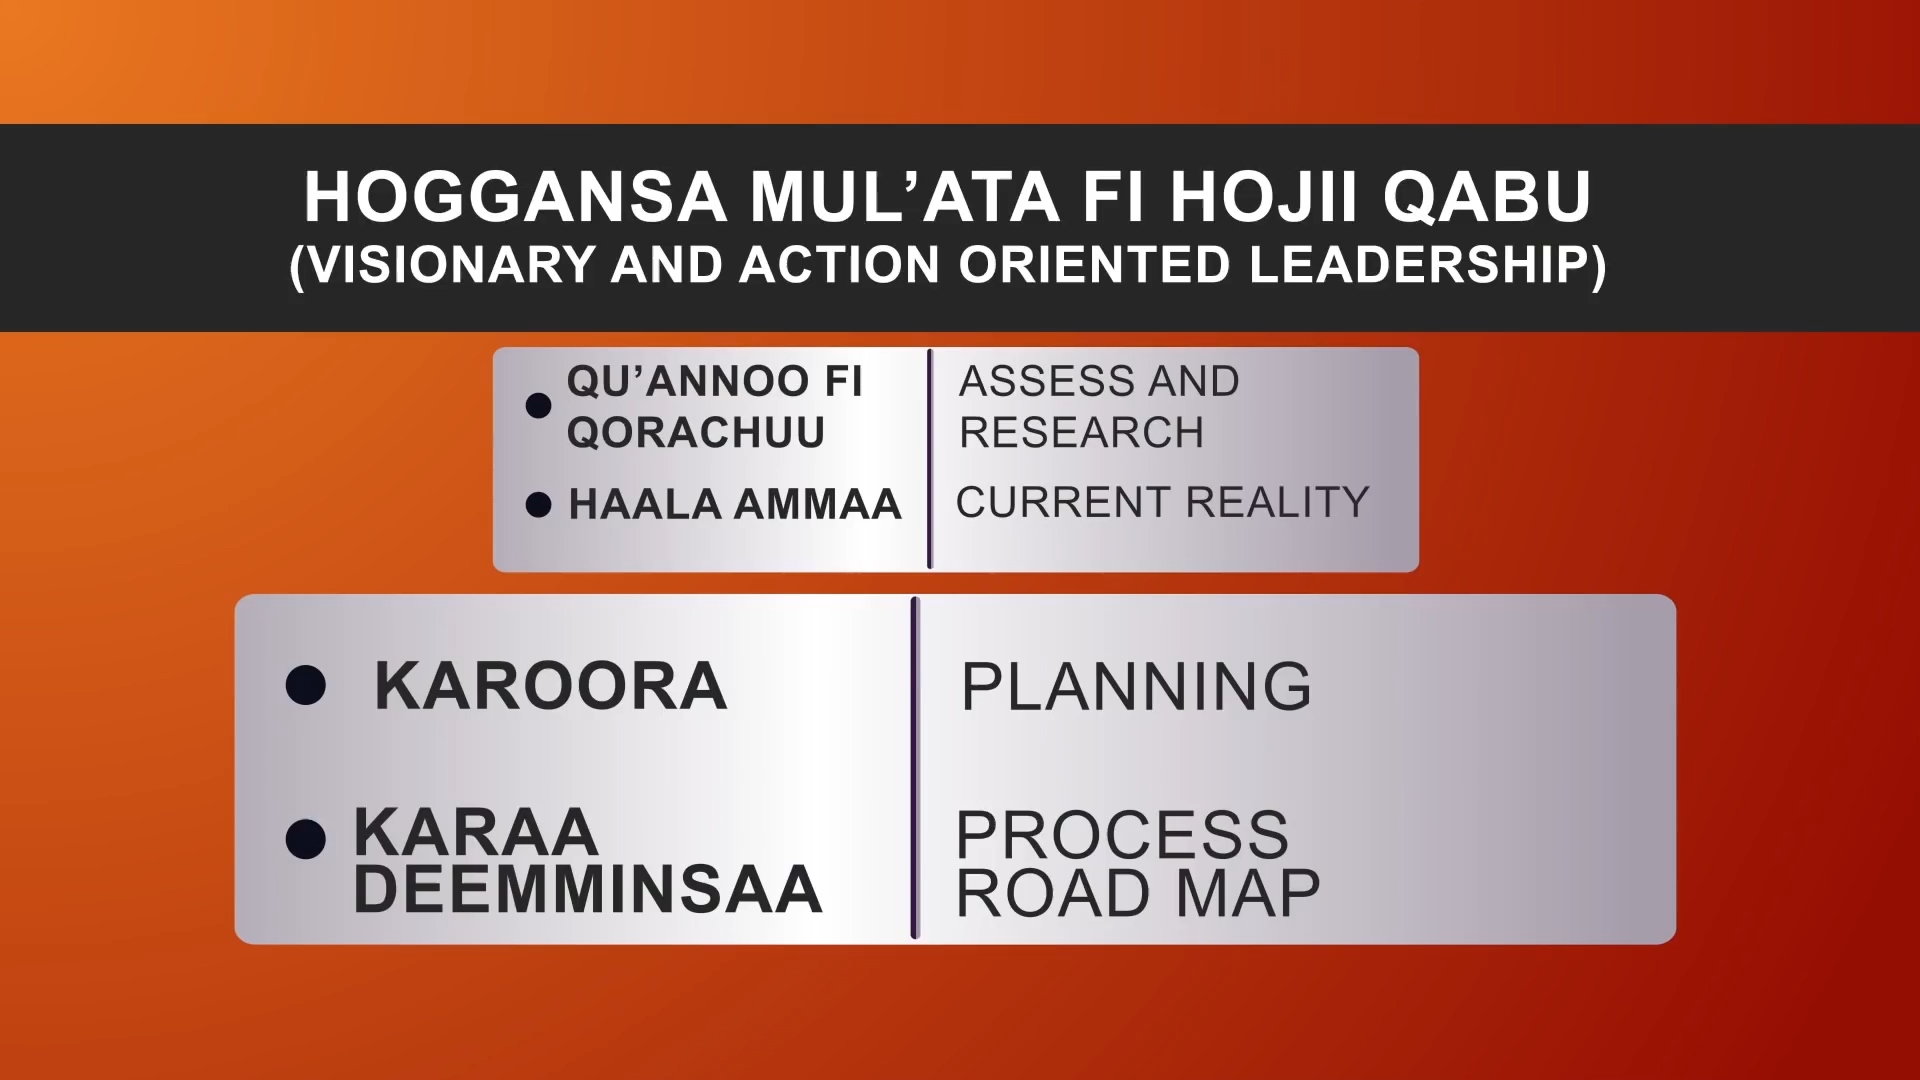 HOGGANSA MUL’ATA FI HOJII QABU
(VISIONARY AND ACTION ORIENTED LEADERSHIP)
QU’ANNOO FI
QORACHUU
ASSESS AND
RESEARCH
HAALA AMMAA
CURRENT REALITY
KAROORA
PLANNING
KARAA
DEEMMINSAA
PROCESS
ROAD MAP